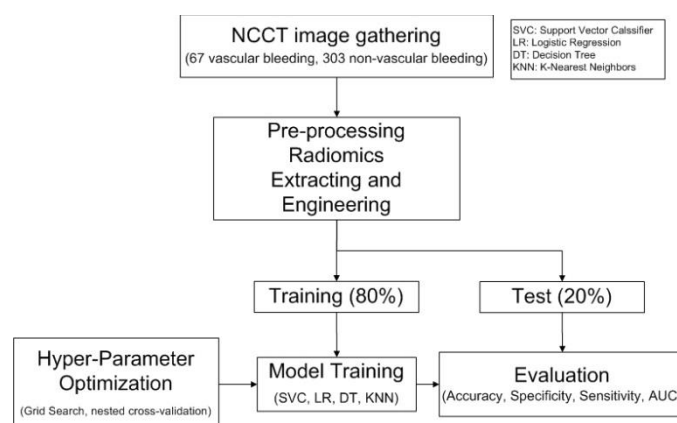 NCCT image gathering
(67 vascular bleeding, 303 non-vascular bleeding)
SVC: Support Vector Calssifier
LR: Logistic Regression
DT: Decision Tree
KNN: K-Nearest Neighbors
Pre-processing
Radiomics
Extracting and
Engineering
Training (80%)
Test (20%)
Hyper-Parameter
Optimization
(Grid Search, nested cross-validation)
Model Training
(SVC, LR, DT, KNN)
Evaluation
(Accuracy, Specificity, Sensitivity, AUC